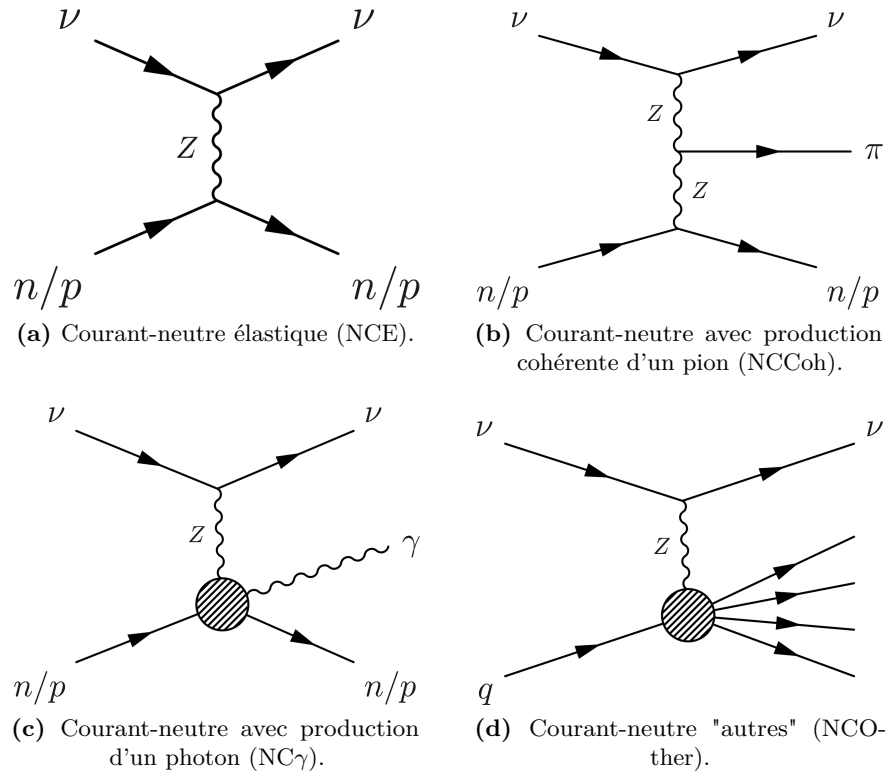 ν ν
Z
n/p n/p
(a) Courant-neutre élastique (NCE).
ν ν
Z
π
Z
n/p n/p
(b) Courant-neutre avec production
cohérente d'un pion (NCCoh).
ν ν
Z
γ
n/p n/p
(c) Courant-neutre avec production
d'un photon (NCγ).
ν ν
Z
q
(d) Courant-neutre "autres" (NCO-
ther).